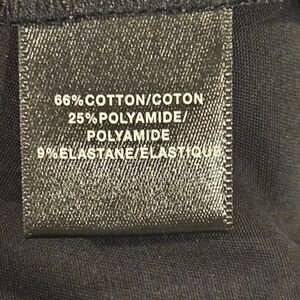 66%COTTON/COTON
25%POLYAMIDE/
POLYAMIDE
9%ELASTANE/ELASTIQUE